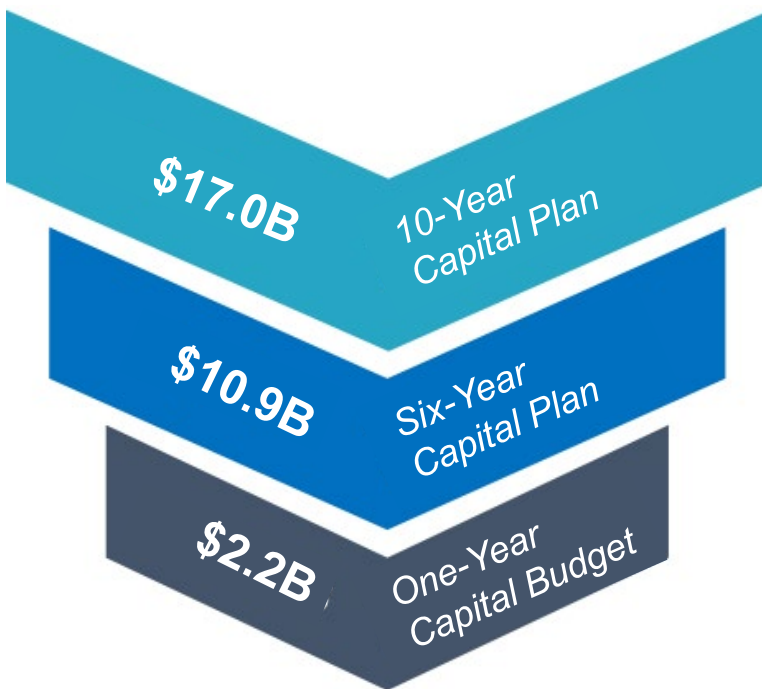 $17.0B
10-Year
Capital Plan
$10.9B
Six-Year
Capital Plan
$2.2B
One-Year
Capital Budget